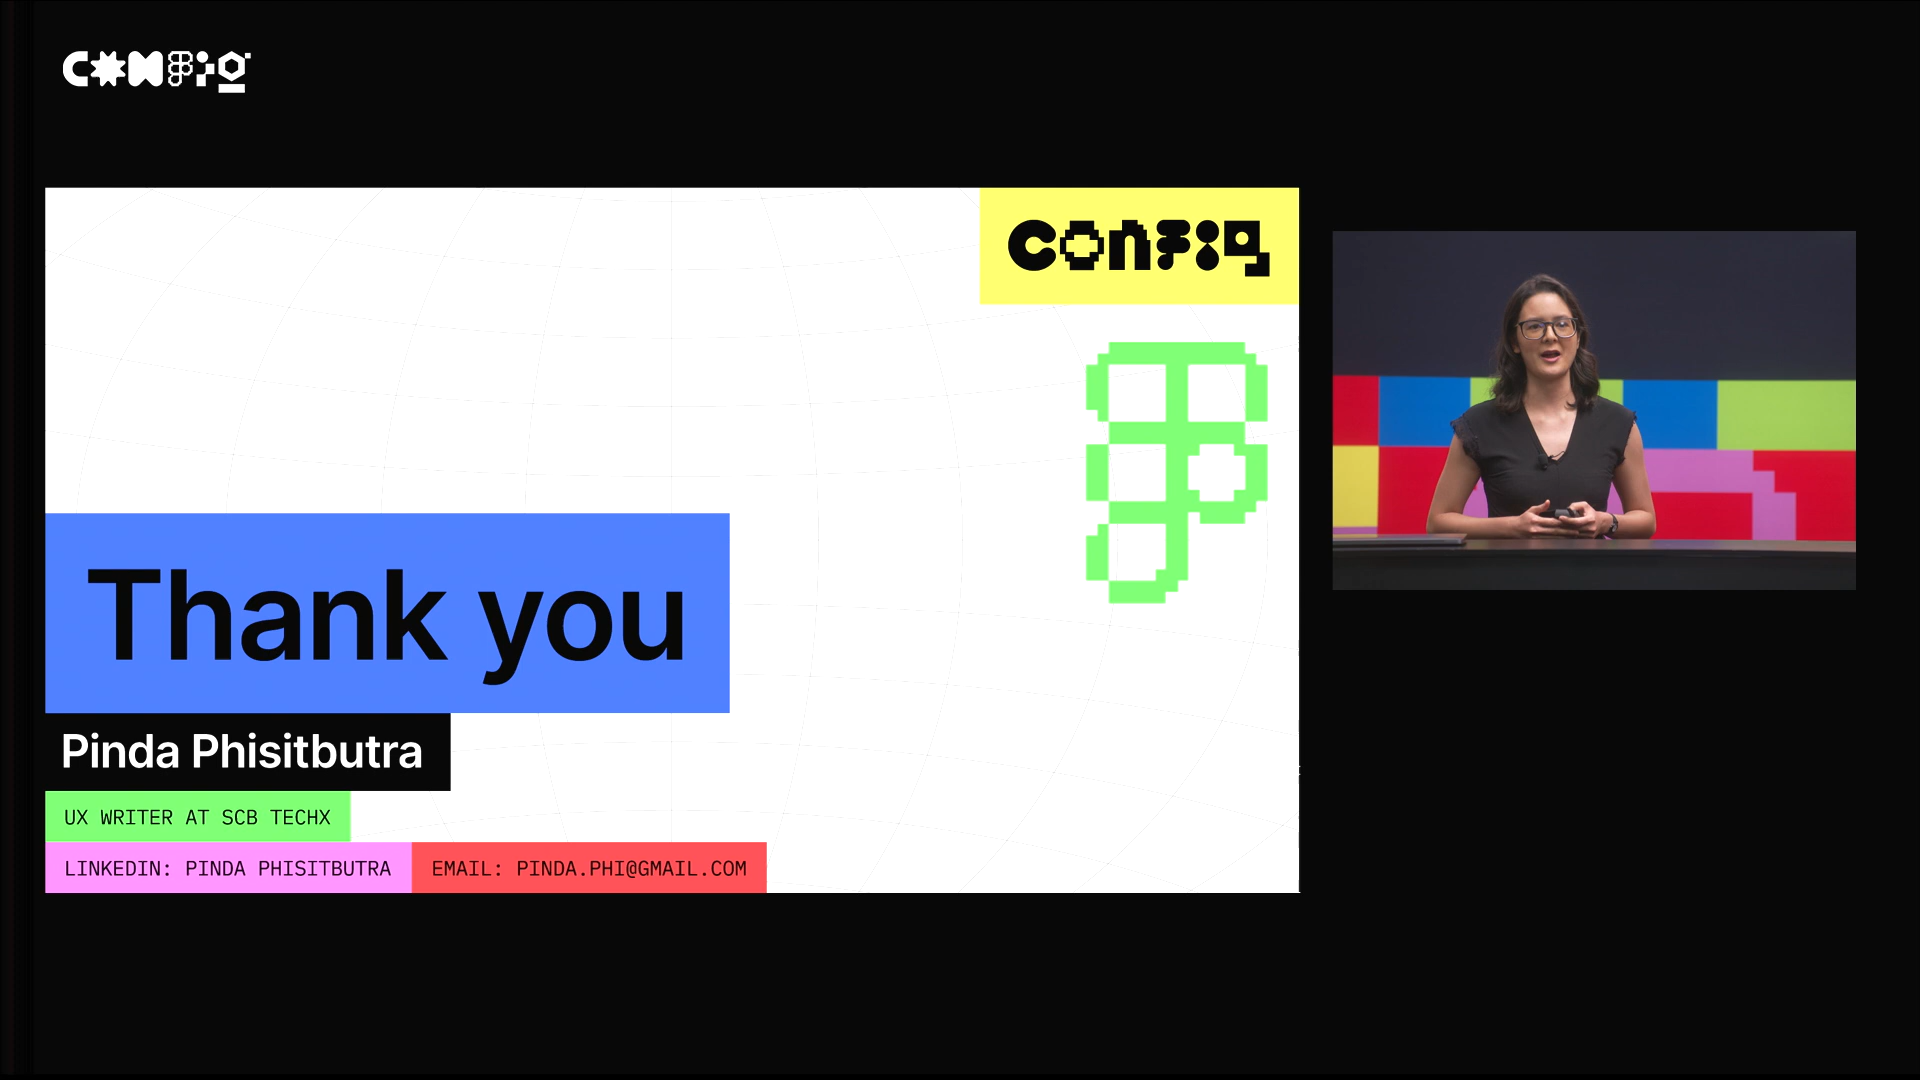 CONFIG
Config
Thank you
Pinda Phisitbutra
UX WRITER AT SCB TECHX
LINKEDIN: PINDA PHISITBUTRA
EMAIL: PINDA.PHI@GMAIL.COM